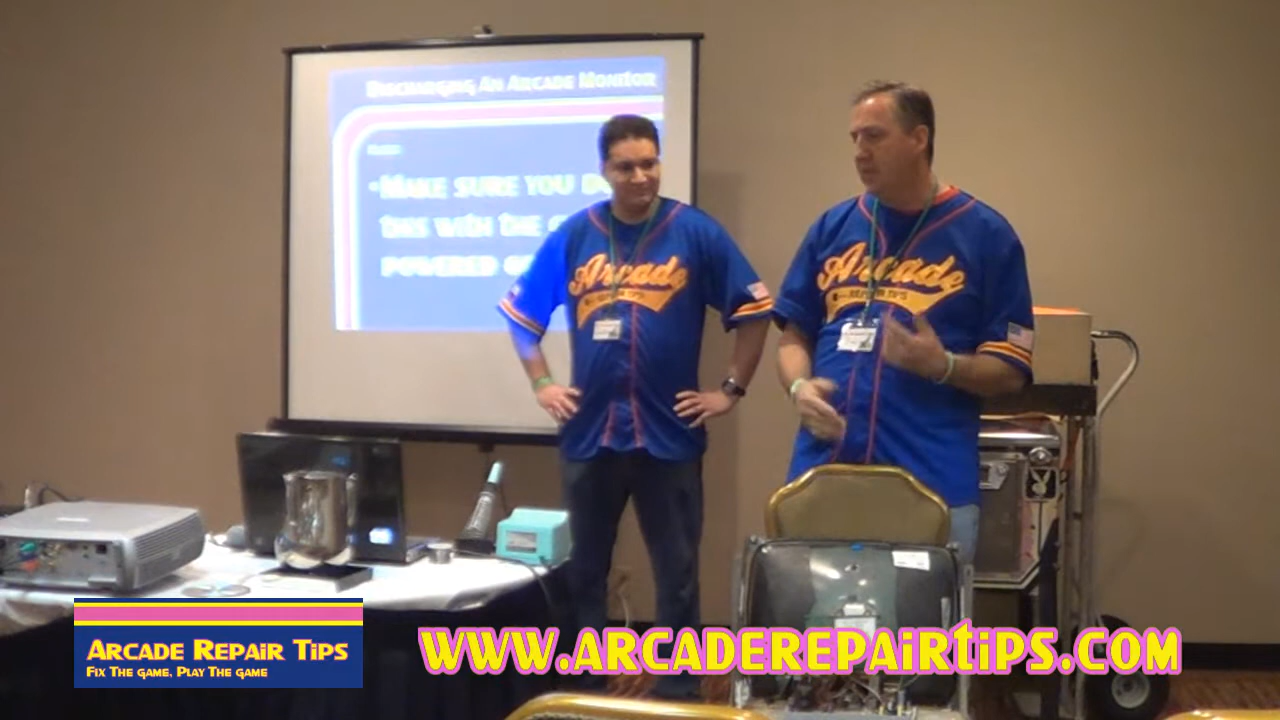 Discharging An Arcade Monitor
•Make sure you do
this with the
powered
Arcade
REPAIR TIPS
Arcade
REPAIR TIPS
Arcade Repair Tips
Fix The game, Play The game
www.arcaderepairtips.com